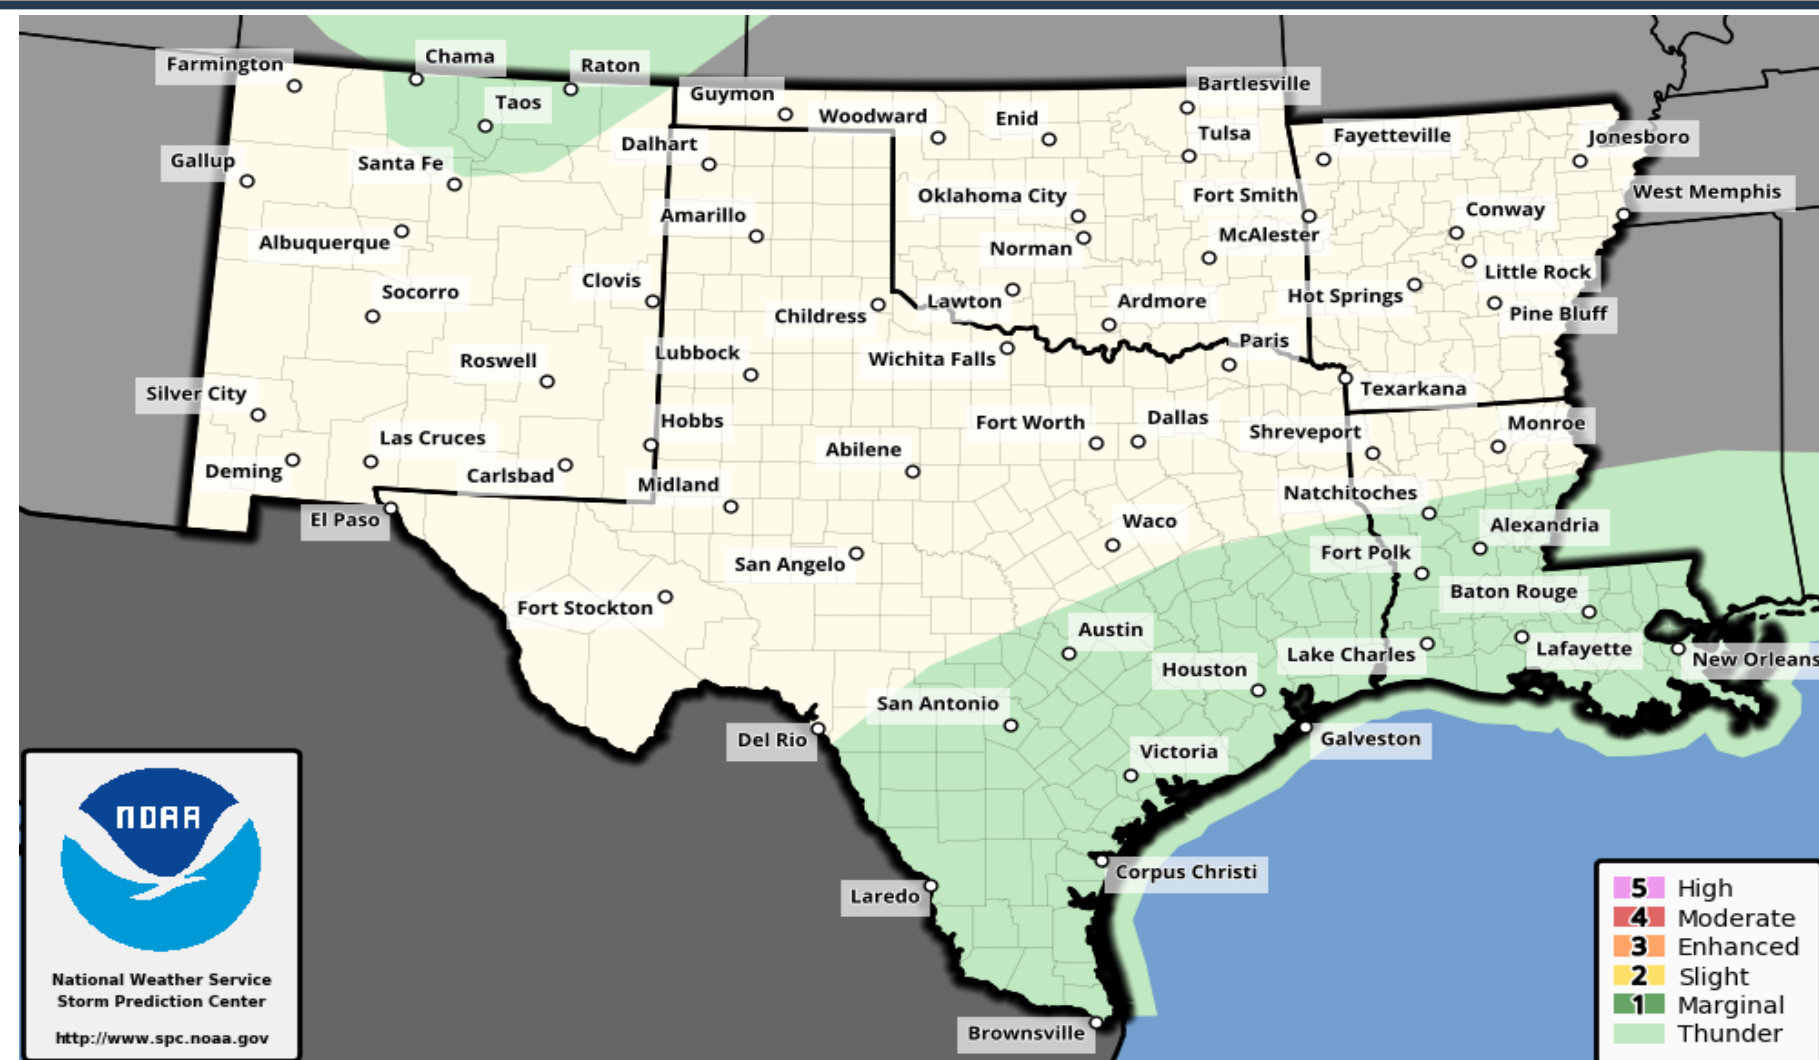 Chama
Farmington
Raton
Bartlesville
Guymon
Taos
Woodward
Enid
Tulsa
Fayetteville
Jonesboro
Dalhart
Gallup
Santa Fe
West Memphis
Oklahoma City
Fort Smith
Conway
Amarillo
McAlester
Albuquerque
Norman
Little Rock
Clovis
Socorro
Lawton
Ardmore
Hot Springs
Childress
Pine Bluff
Paris
Lubbock
Roswell
Wichita Falls
Texarkana
Silver City
Hobbs
Fort Worth
Dallas
Monroe
Shreveport
Las Cruces
Abilene
Deming
Carlsbad
Midland
Natchitoches
El Paso
Waco
Alexandria
Fort Polk
San Angelo
Baton Rouge
Fort Stockton
Austin
Lafayette
Lake Charles
New Orleans
Houston
San Antonio
Del Rio
Galveston
Victoria
Corpus Christi
Laredo
Brownsville
NOAA
National Weather Service
Storm Prediction Center
http://www.spc.noaa.gov
5 High
4 Moderate
3 Enhanced
2 Slight
1 Marginal
Thunder